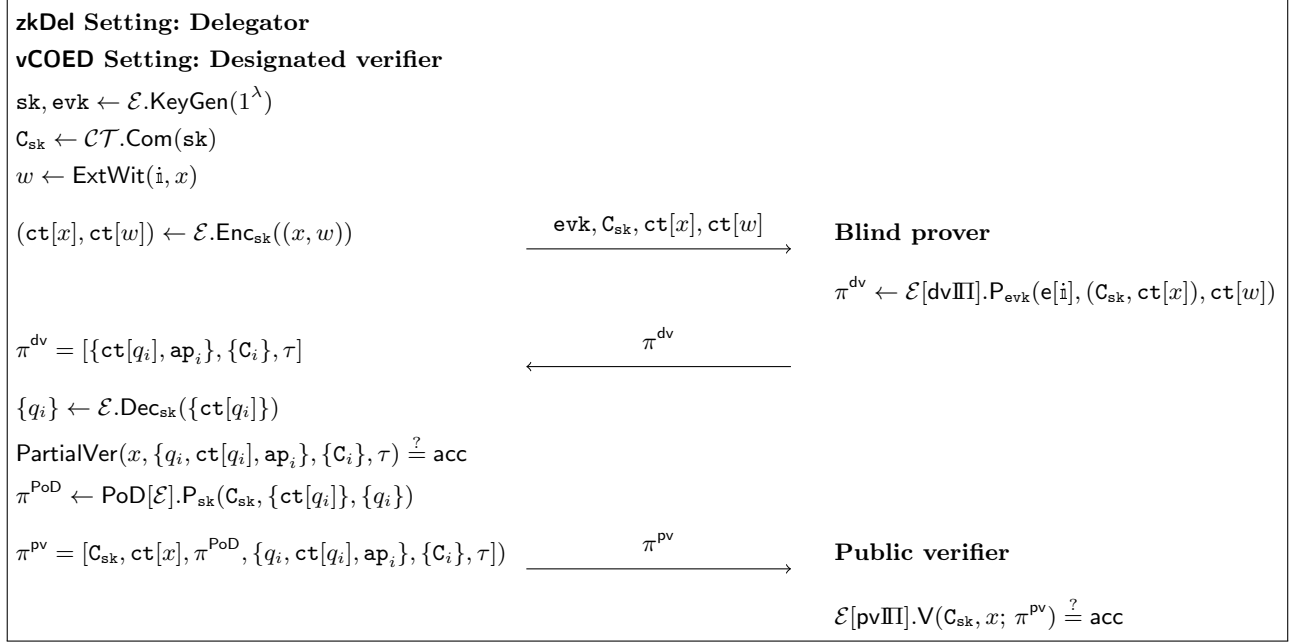 zkDel Setting: Delegator
vCOED Setting: Designated verifier
sk, evk ← ℰ.KeyGen(1^λ)
C_sk ← 𝒞𝒯.Com(sk)
w ← ExtWit(i, x)
(ct[x], ct[w]) ← ℰ.Enc_sk((x, w)) evk, C_sk, ct[x], ct[w] Blind prover
π^dv ← ℰ[dvIΠ].P_evk(e[i], (C_sk, ct[x]), ct[w])
π^dv = [{ct[q_i], ap_i}, {C_i}, τ] π^dv
{q_i} ← ℰ.Dec_sk({ct[q_i]})
PartialVer(x, {q_i, ct[q_i], ap_i}, {C_i}, τ) ≟ acc
π^PoD ← PoD[ℰ].P_sk(C_sk, {ct[q_i]}, {q_i})
π^pv = [C_sk, ct[x], π^PoD, {q_i, ct[q_i], ap_i}, {C_i}, τ]) π^pv Public verifier
ℰ[pvIΠ].V(C_sk, x; π^pv) ≟ acc